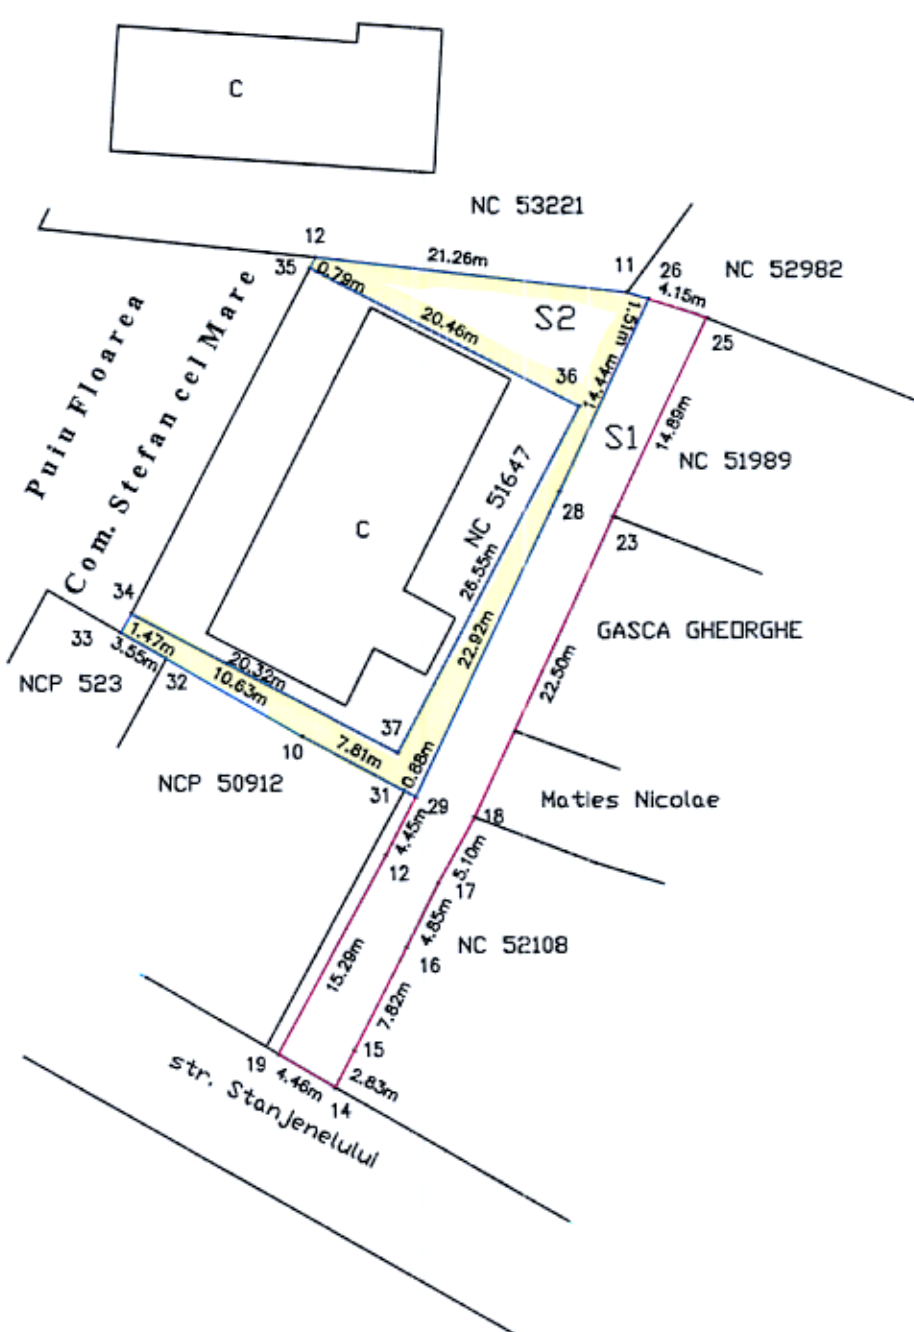 C
NC 53221
12
21.26m
11
26
NC 52982
4.15m
35
0.79m
1.51m
S2
25
20.46m
36
14.44m
S1
14.89m
NC 51989
Puiu Floarea
Com. Stefan cel Mare
NC 51647
28
23
C
26.55m
34
22.92m
GASCA GHEORGHE
33
1.47m
3.55m
32
20.32m
10.63m
22.50m
NCP 523
37
10
7.81m
0.88m
NCP 50912
31
29
Maties Nicolae
18
4.45m
12
5.10m
17
4.85m
NC 52108
16
15.29m
7.82m
15
19
4.46m
2.83m
14
str. Stanjenelului